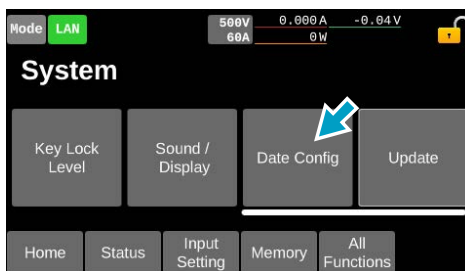 Mode LAN 500V 0.000A -0.04V
60A 0W
System
Key Lock
Level
Sound /
Display
Date Config
Update
Home
Status
Input
Setting
Memory
All
Functions